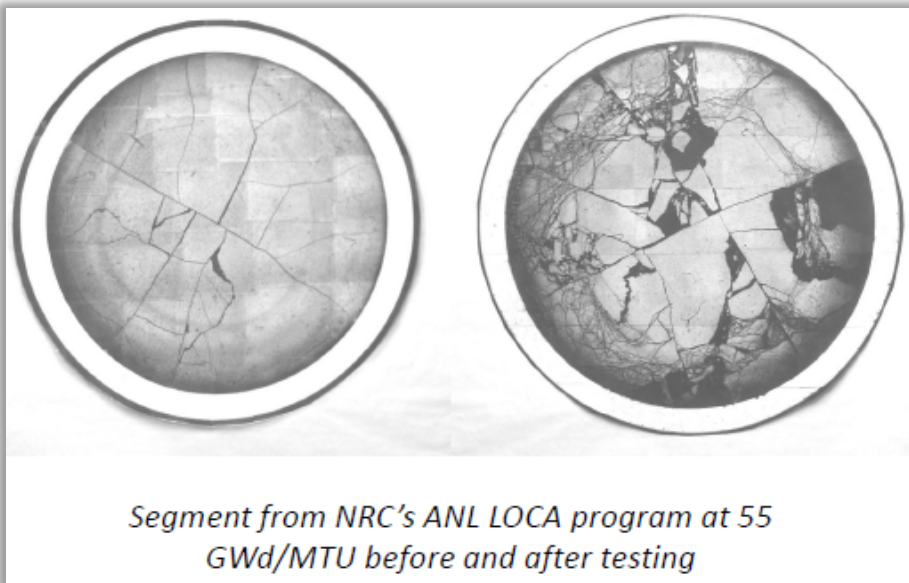 Segment from NRC's ANL LOCA program at 55
GWd/MTU before and after testing